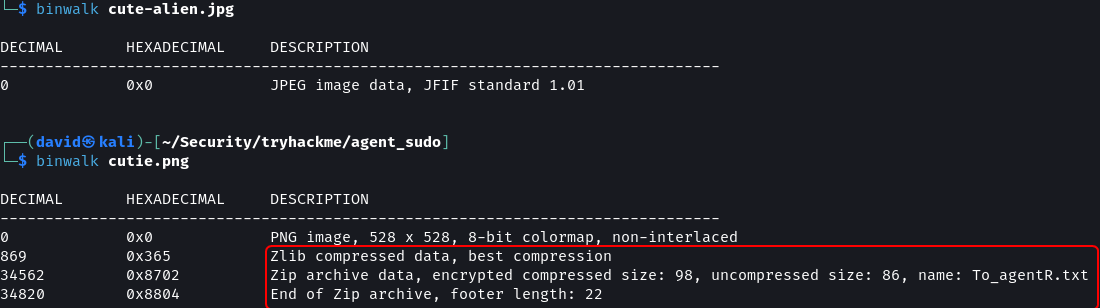 └─$ binwalk cute-alien.jpg
DECIMAL       HEXADECIMAL     DESCRIPTION
--------------------------------------------------------------------------------
0             0x0             JPEG image data, JFIF standard 1.01
┌──(david㉿kali)-[~/Security/tryhackme/agent_sudo]
└─$ binwalk cutie.png
DECIMAL       HEXADECIMAL     DESCRIPTION
--------------------------------------------------------------------------------
0             0x0             PNG image, 528 x 528, 8-bit colormap, non-interlaced
869           0x365           Zlib compressed data, best compression
34562         0x8702          Zip archive data, encrypted compressed size: 98, uncompressed size: 86, name: To_agentR.txt
34820         0x8804          End of Zip archive, footer length: 22